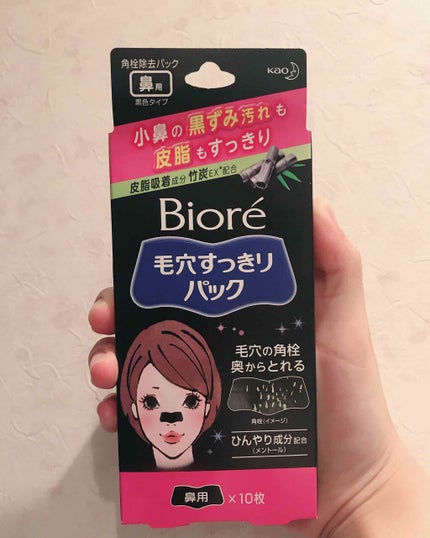 角栓除去パック
鼻用
黒色タイプ
Kao
小鼻の黒ずみ汚れも
皮脂もすっきり
皮脂吸着成分竹炭EX*配合
Bioré
毛穴すっきり
パック
毛穴の角栓
奥からとれる
角栓(イメージ)
ひんやり成分配合
(メントール)
鼻用 ×10枚